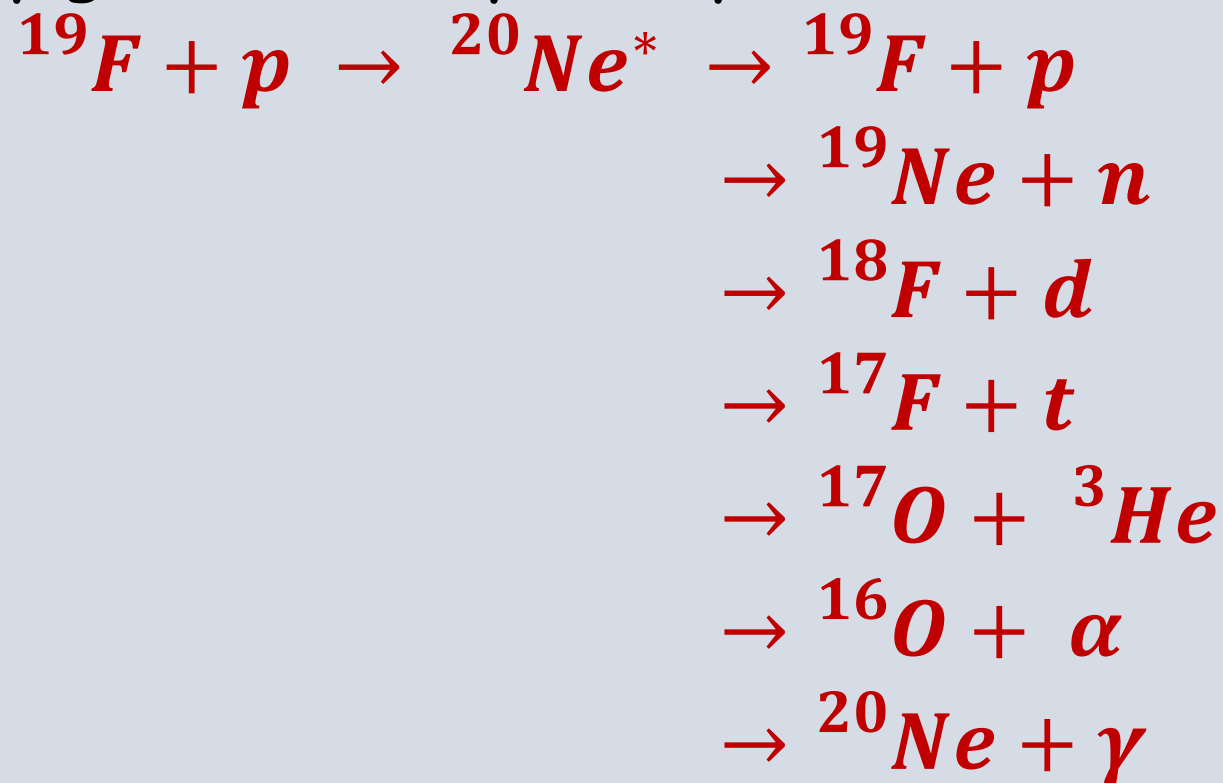 ¹⁹F + p → ²⁰Ne* → ¹⁹F + p
→ ¹⁹Ne + n
→ ¹⁸F + d
→ ¹⁷F + t
→ ¹⁷O + ³He
→ ¹⁶O + α
→ ²⁰Ne + γ